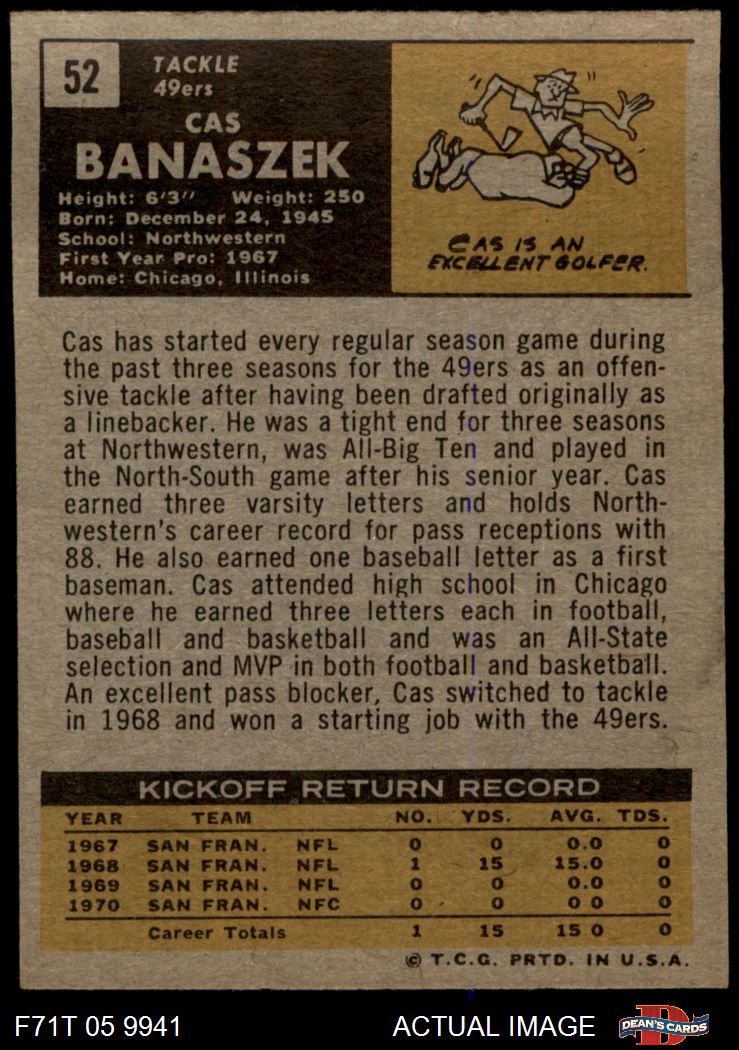 52
TACKLE
49ers
CAS
BANASZEK
Height: 6'3" Weight: 250
Born: December 24, 1945
School: Northwestern
First Year Pro: 1967
Home: Chicago, Illinois
CAS IS AN
EXCELLENT GOLFER.
Cas has started every regular season game during
the past three seasons for the 49ers as an offen-
sive tackle after having been drafted originally as
a linebacker. He was a tight end for three seasons
at Northwestern, was All-Big Ten and played in
the North-South game after his senior year. Cas
earned three varsity letters and holds North-
western's career record for pass receptions with
88. He also earned one baseball letter as a first
baseman. Cas attended high school in Chicago
where he earned three letters each in football,
baseball and basketball and was an All-State
selection and MVP in both football and basketball.
An excellent pass blocker, Cas switched to tackle
in 1968 and won a starting job with the 49ers.
KICKOFF RETURN RECORD
YEAR TEAM NO. YDS. AVG. TDS.
1967 SAN FRAN. NFL 0 0 0.0 0
1968 SAN FRAN. NFL 1 15 15.0 0
1969 SAN FRAN. NFL 0 0 0.0 0
1970 SAN FRAN. NFC 0 0 0 0 0
Career Totals 1 15 15 0 0
© T.C.G. PRTD. IN U.S.A.
F71T 05 9941 ACTUAL IMAGE D DEAN'S CARDS